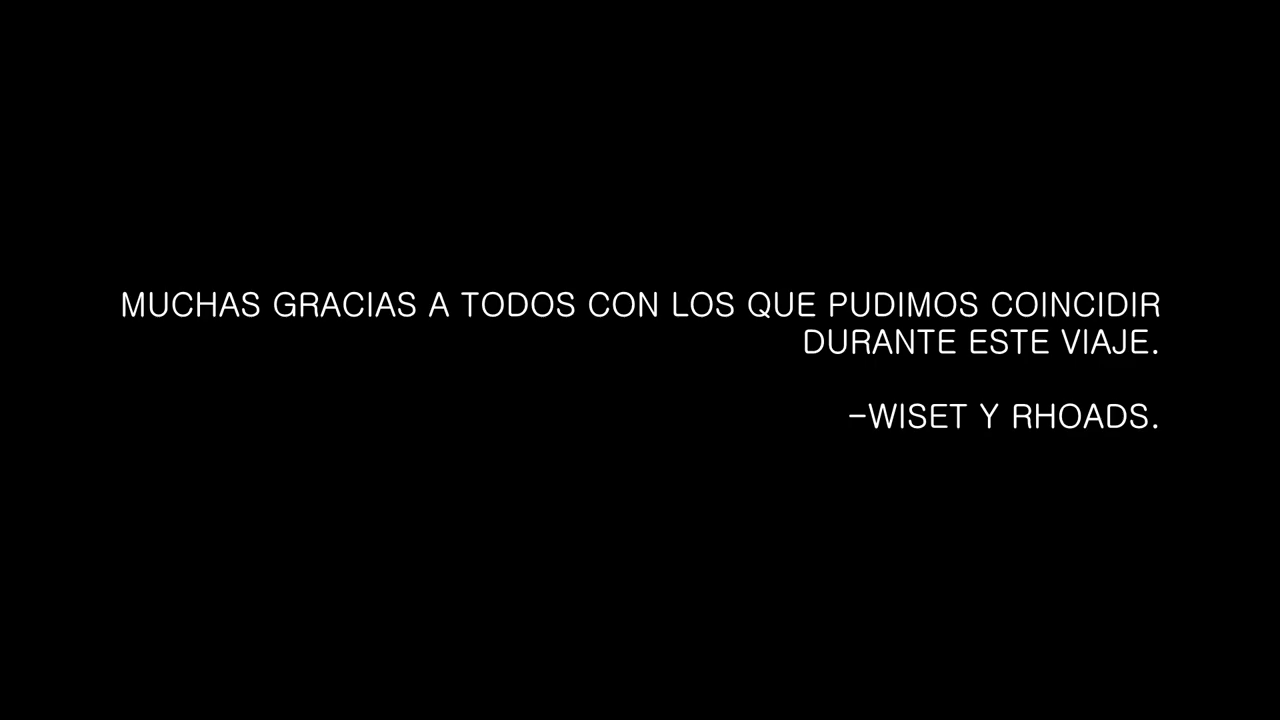 MUCHAS GRACIAS A TODOS CON LOS QUE PUDIMOS COINCIDIR
DURANTE ESTE VIAJE.
-WISET Y RHOADS.